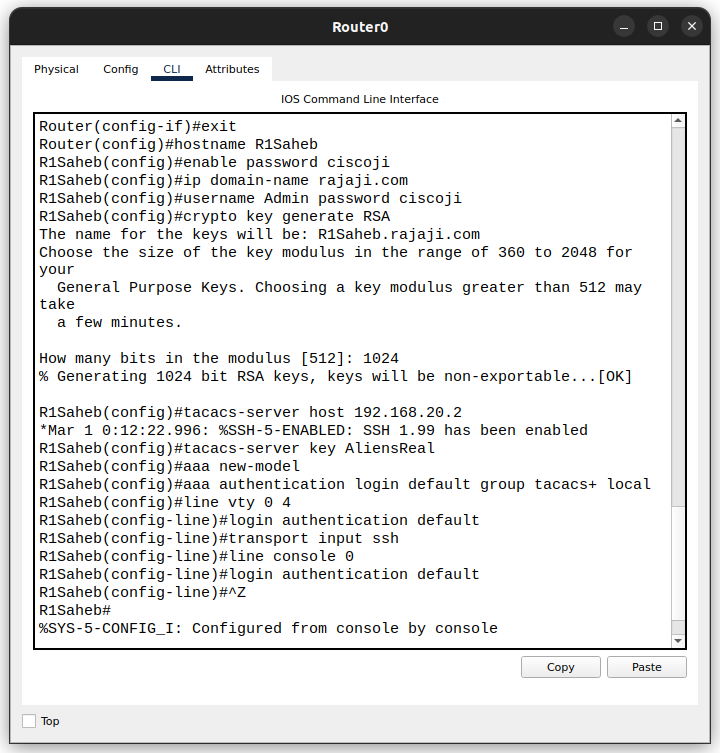 Router0
Physical Config CLI Attributes
IOS Command Line Interface
Router(config-if)#exit
Router(config)#hostname R1Saheb
R1Saheb(config)#enable password ciscoji
R1Saheb(config)#ip domain-name rajaji.com
R1Saheb(config)#username Admin password ciscoji
R1Saheb(config)#crypto key generate RSA
The name for the keys will be: R1Saheb.rajaji.com
Choose the size of the key modulus in the range of 360 to 2048 for
your
  General Purpose Keys. Choosing a key modulus greater than 512 may
take
  a few minutes.

How many bits in the modulus [512]: 1024
% Generating 1024 bit RSA keys, keys will be non-exportable...[OK]

R1Saheb(config)#tacacs-server host 192.168.20.2
*Mar 1 0:12:22.996: %SSH-5-ENABLED: SSH 1.99 has been enabled
R1Saheb(config)#tacacs-server key AliensReal
R1Saheb(config)#aaa new-model
R1Saheb(config)#aaa authentication login default group tacacs+ local
R1Saheb(config)#line vty 0 4
R1Saheb(config-line)#login authentication default
R1Saheb(config-line)#transport input ssh
R1Saheb(config-line)#line console 0
R1Saheb(config-line)#login authentication default
R1Saheb(config-line)#^Z
R1Saheb#
%SYS-5-CONFIG_I: Configured from console by console
Copy Paste
Top